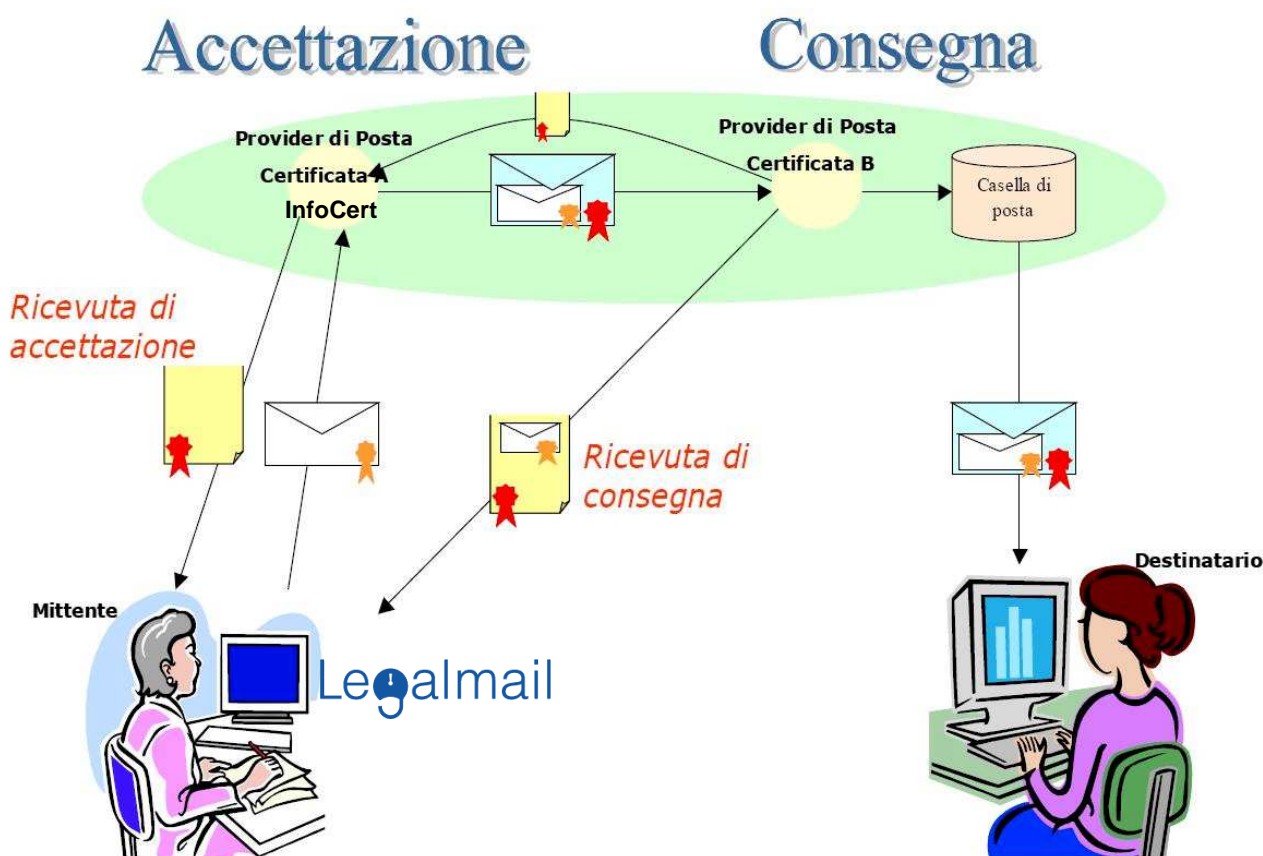 Accettazione
Consegna
Provider di Posta
Certificata A
InfoCert
Provider di Posta
Certificata B
Casella di
posta
Ricevuta di
accettazione
Ricevuta di
consegna
Mittente
Legalmail
Destinatario